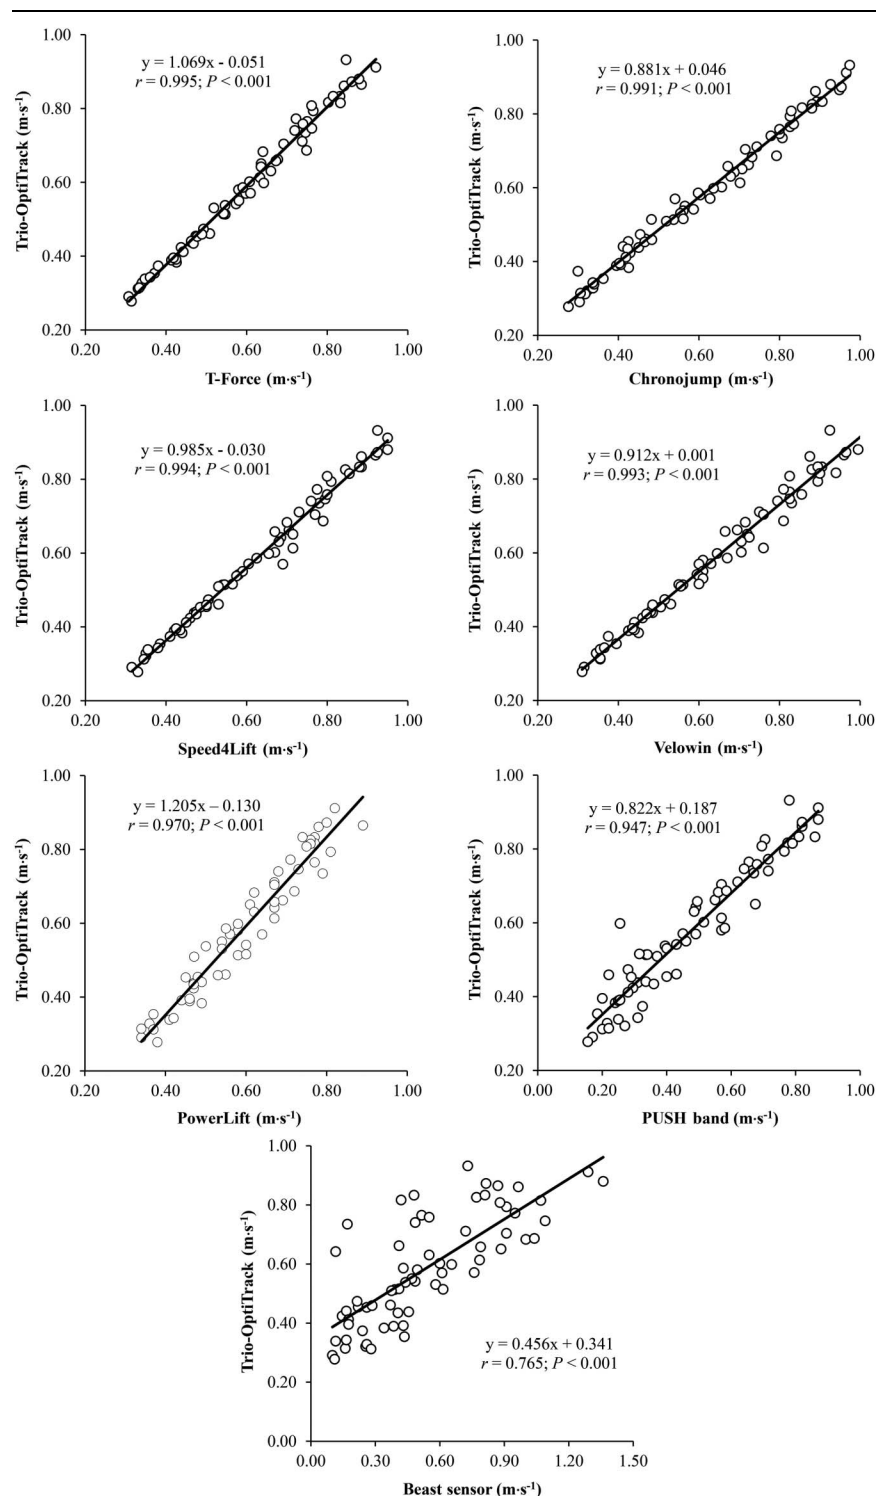 1.00
0.80
0.60
0.40
0.20
Trio-OptiTrack (m·s-1)
y = 1.069x - 0.051
r = 0.995; P < 0.001
0.20 0.40 0.60 0.80 1.00
T-Force (m·s-1)
1.00
0.80
0.60
0.40
0.20
Trio-OptiTrack (m·s-1)
y = 0.881x + 0.046
r = 0.991; P < 0.001
0.20 0.40 0.60 0.80 1.00
Chronojump (m·s-1)
1.00
0.80
0.60
0.40
0.20
Trio-OptiTrack (m·s-1)
y = 0.985x - 0.030
r = 0.994; P < 0.001
0.20 0.40 0.60 0.80 1.00
Speed4Lift (m·s-1)
1.00
0.80
0.60
0.40
0.20
Trio-OptiTrack (m·s-1)
y = 0.912x + 0.001
r = 0.993; P < 0.001
0.20 0.40 0.60 0.80 1.00
Velowin (m·s-1)
1.00
0.80
0.60
0.40
0.20
Trio-OptiTrack (m·s-1)
y = 1.205x – 0.130
r = 0.970; P < 0.001
0.20 0.40 0.60 0.80 1.00
PowerLift (m·s-1)
1.00
0.80
0.60
0.40
0.20
Trio-OptiTrack (m·s-1)
y = 0.822x + 0.187
r = 0.947; P < 0.001
0.00 0.20 0.40 0.60 0.80 1.00
PUSH band (m·s-1)
1.00
0.80
0.60
0.40
0.20
0.00
Trio-OptiTrack (m·s-1)
y = 0.456x + 0.341
r = 0.765; P < 0.001
0.00 0.30 0.60 0.90 1.20 1.50
Beast sensor (m·s-1)